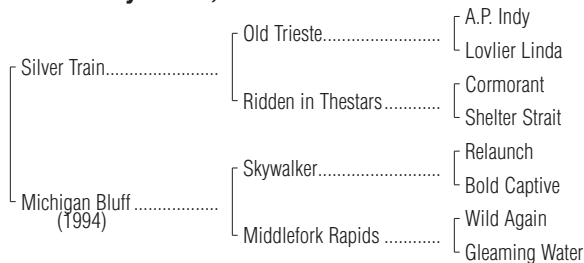 A.P. Indy
Old Trieste
Lovlier Linda
Silver Train
Cormorant
Ridden in Thestars
Shelter Strait
Relaunch
Skywalker
Bold Captive
Michigan Bluff
(1994)
Wild Again
Middlefork Rapids
Gleaming Water